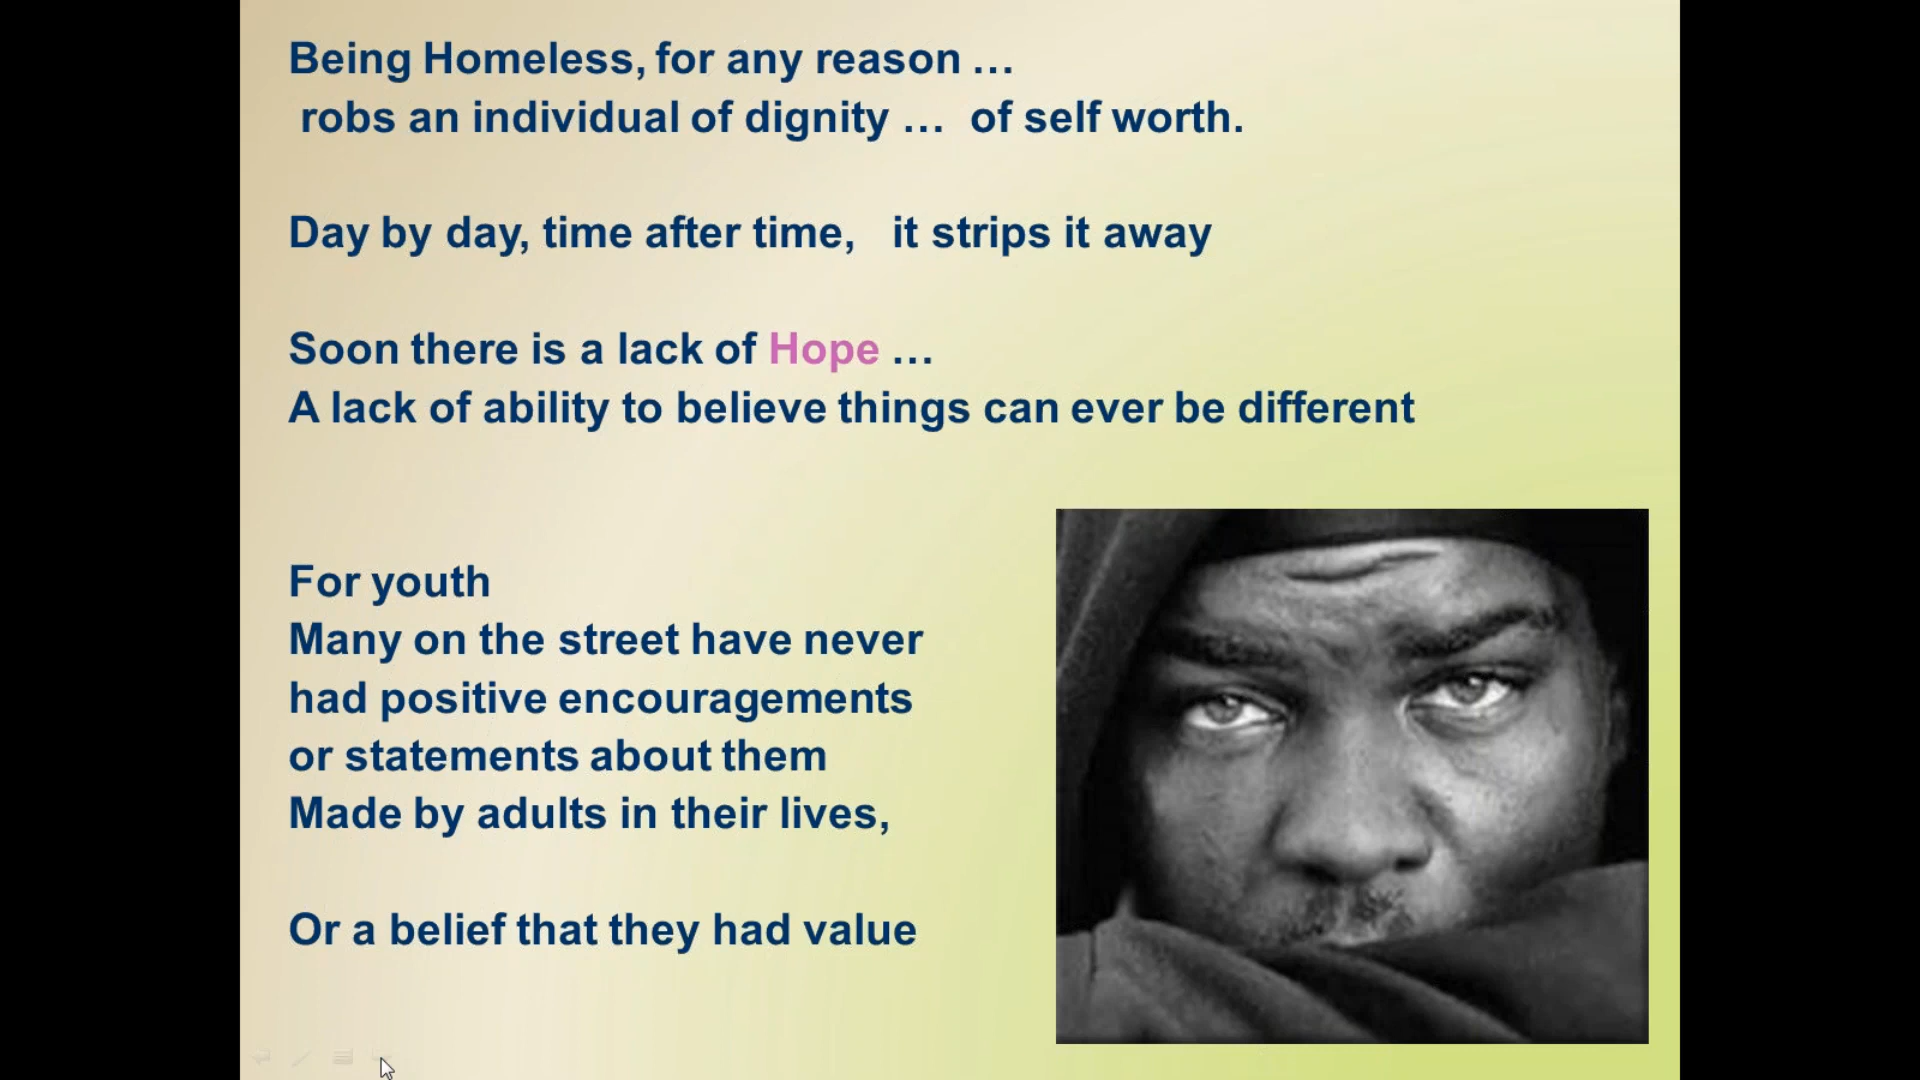 Being Homeless, for any reason …
robs an individual of dignity … of self worth.
Day by day, time after time, it strips it away
Soon there is a lack of Hope …
A lack of ability to believe things can ever be different
For youth
Many on the street have never
had positive encouragements
or statements about them
Made by adults in their lives,
Or a belief that they had value